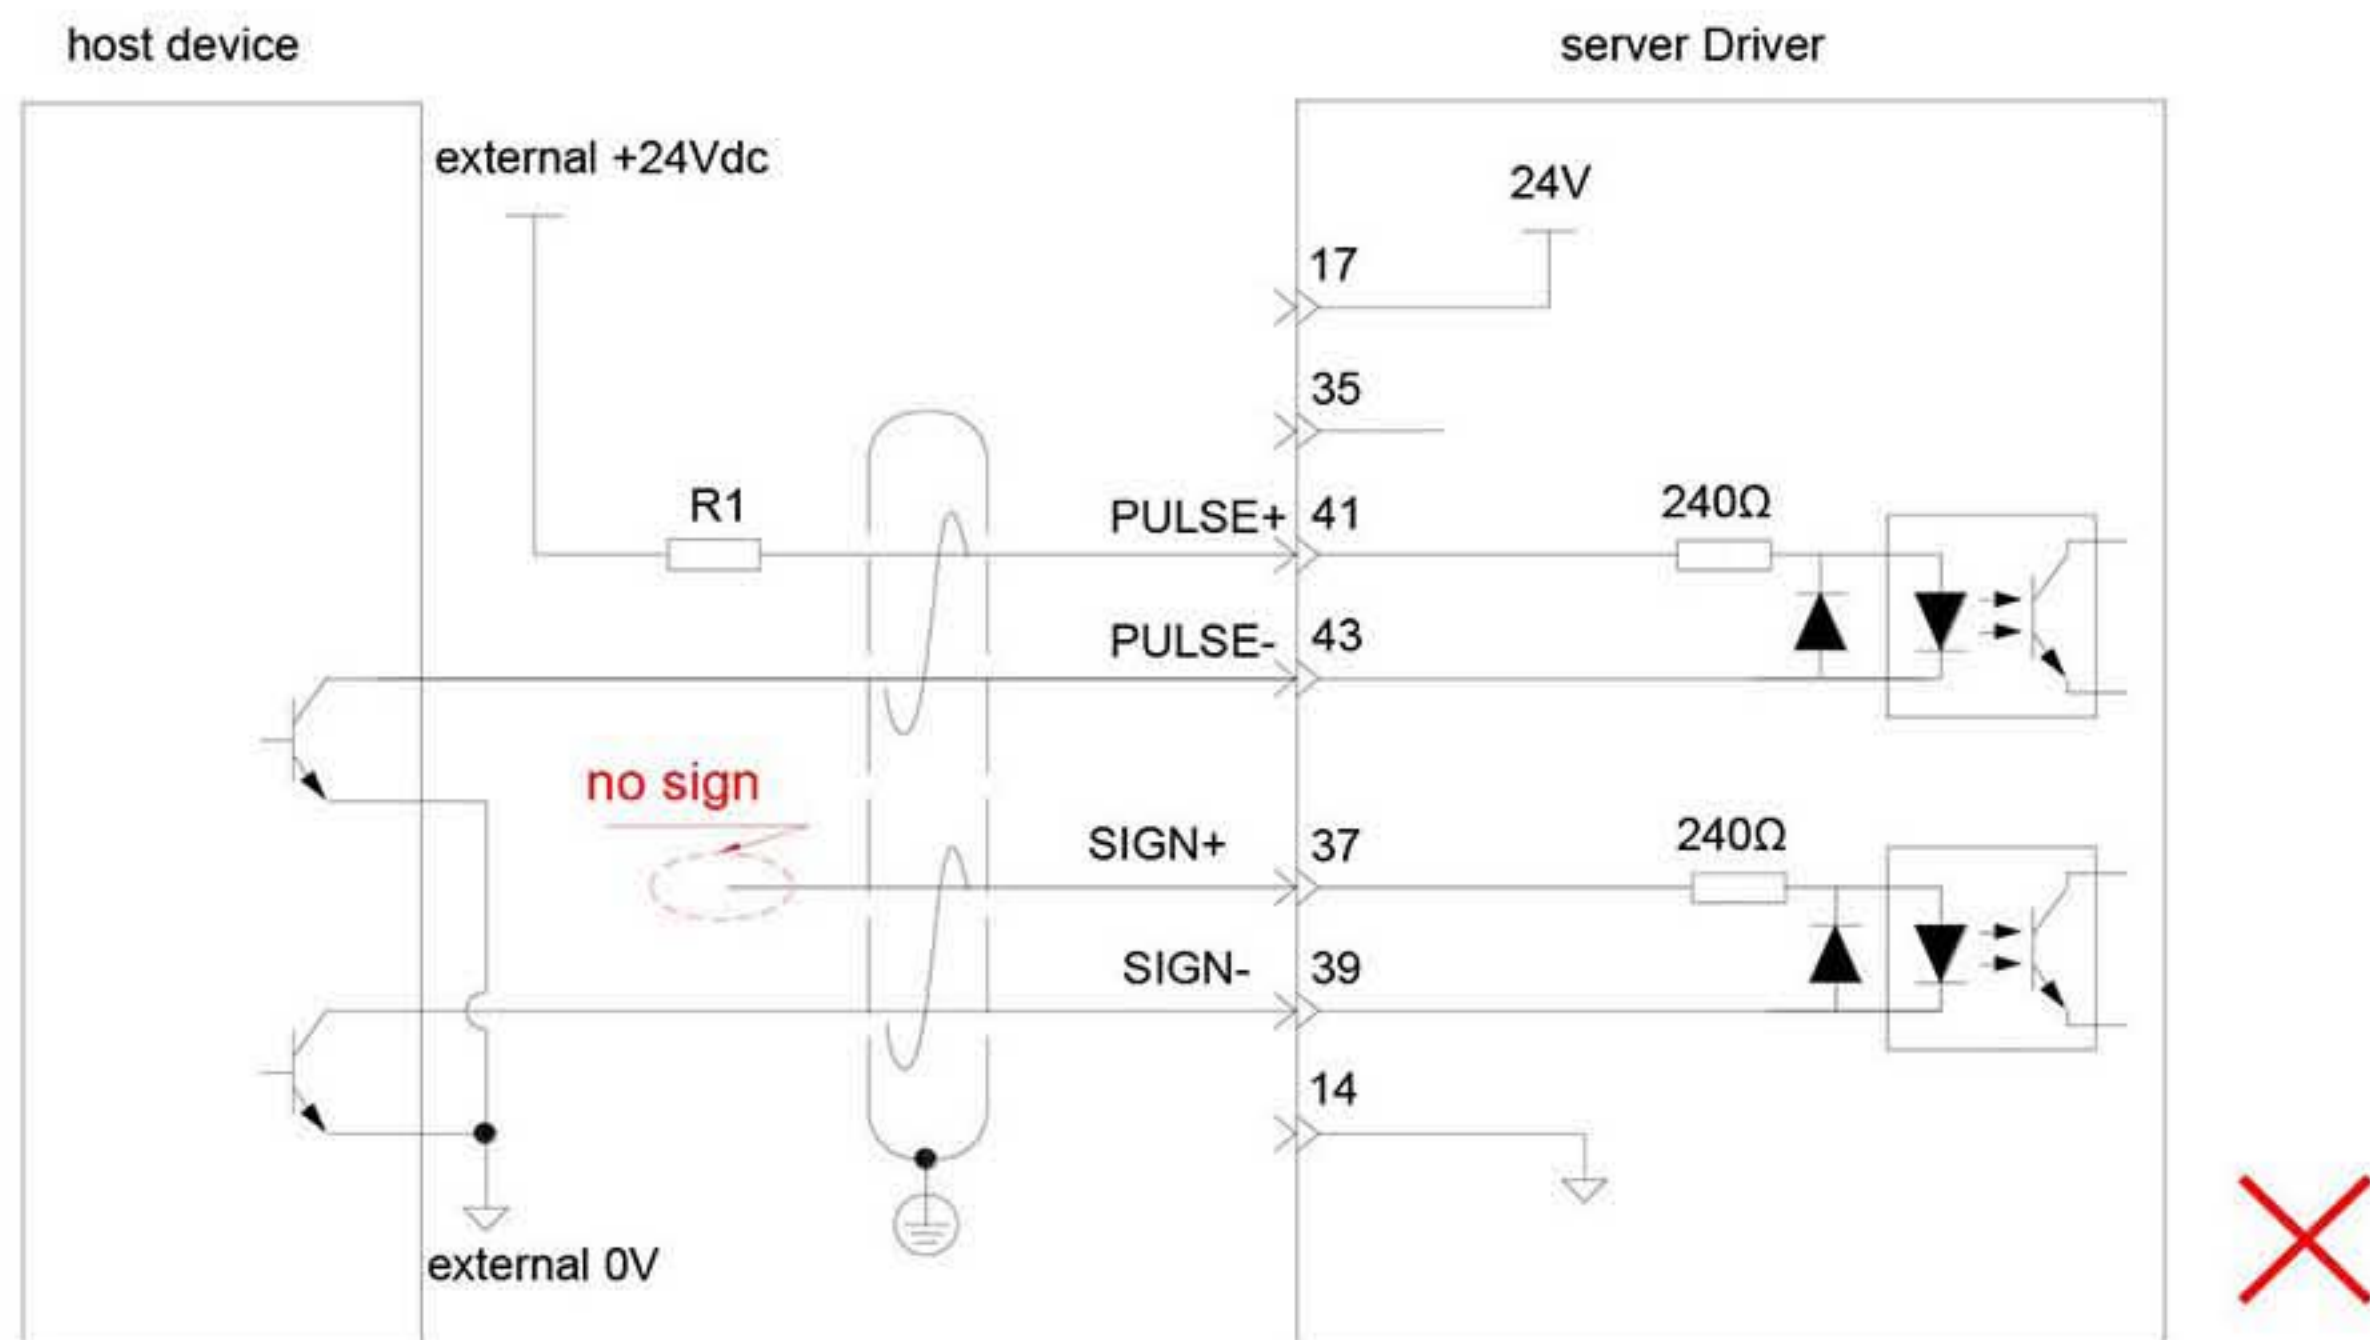 host device
server Driver
external +24Vdc
24V
17
35
R1
PULSE+
41
240Ω
PULSE-
43
no sign
SIGN+
37
240Ω
SIGN-
39
14
external 0V